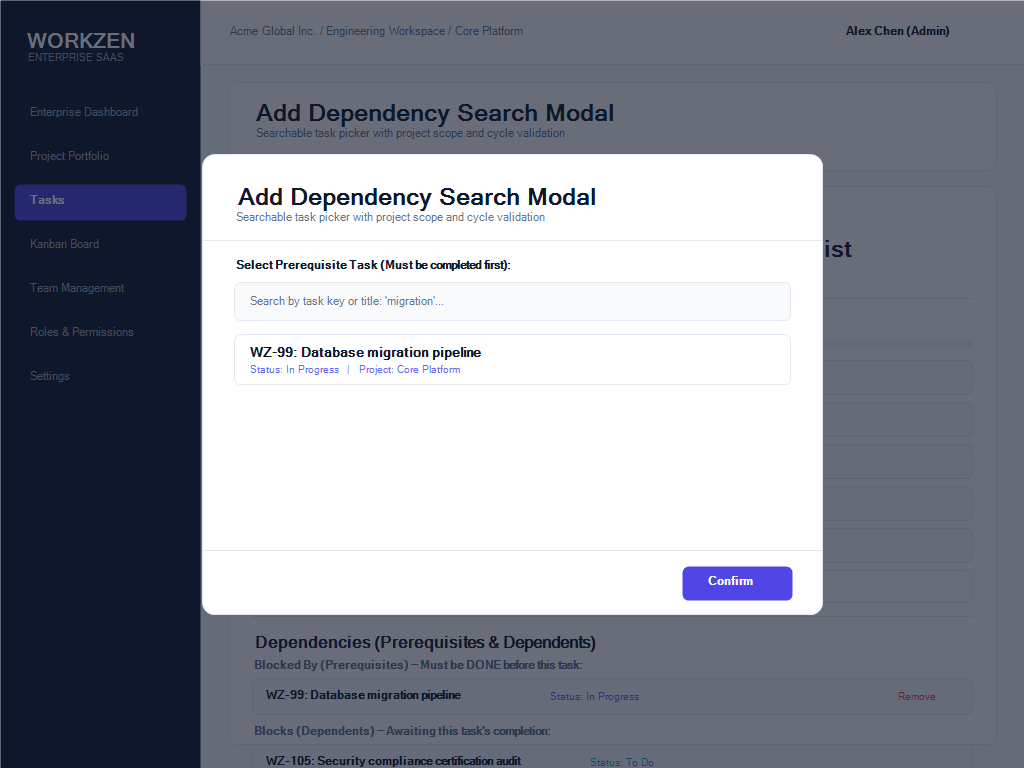 WORKZEN
ENTERPRISE SAAS
Enterprise Dashboard
Project Portfolio
Tasks
Kanban Board
Team Management
Roles & Permissions
Settings
Acme Global Inc. / Engineering Workspace / Core Platform
Alex Chen (Admin)
Add Dependency Search Modal
Searchable task picker with project scope and cycle validation
ist
Add Dependency Search Modal
Searchable task picker with project scope and cycle validation
Select Prerequisite Task (Must be completed first):
Search by task key or title: 'migration'...
WZ-99: Database migration pipeline
Status: In Progress | Project: Core Platform
Confirm
Dependencies (Prerequisites & Dependents)
Blocked By (Prerequisites) — Must be DONE before this task:
WZ-99: Database migration pipeline
Status: In Progress
Remove
Blocks (Dependents) — Awaiting this task's completion:
WZ-105: Security compliance certification audit
Status: To Do